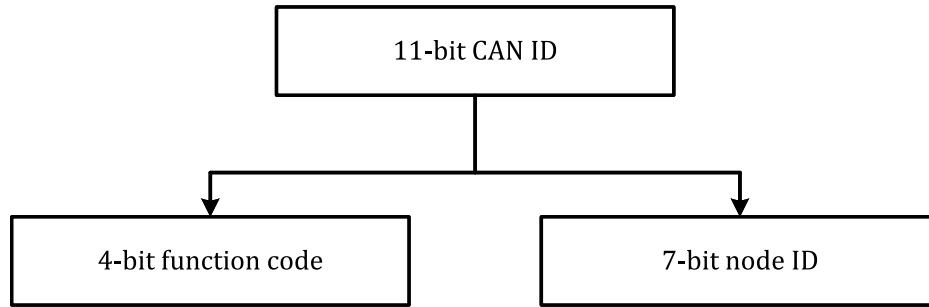 11-bit CAN ID
4-bit function code
7-bit node ID